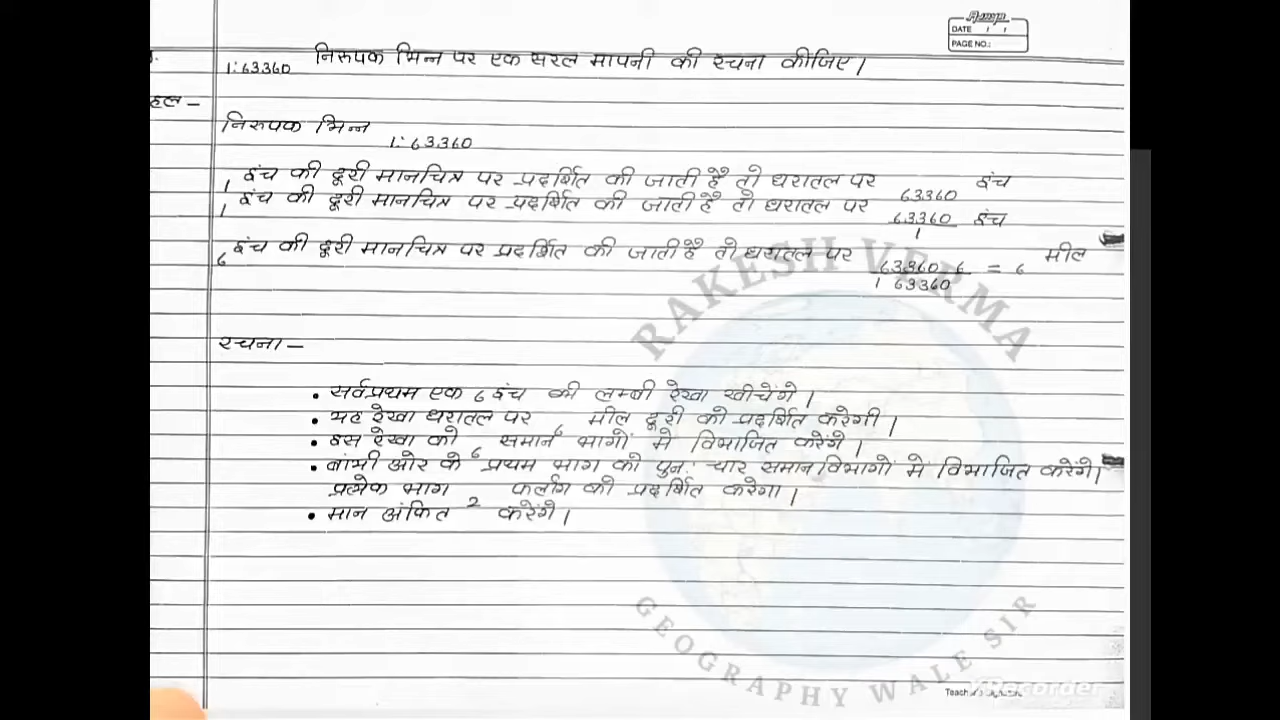 Amp
DATE / /
PAGE NO.:
1:63360 निरूपक भिन्न पर एक सरल मापनी की रचना कीजिए।
हल -
निरूपक भिन्न 1:63360
1 इंच की दूरी मानचित्र पर प्रदर्शित की जाती है तो धरातल पर 63360 इंच
1 इंच की दूरी मानचित्र पर प्रदर्शित की जाती है तो धरातल पर 63360/1 इंच
6 इंच की दूरी मानचित्र पर प्रदर्शित की जाती है तो धरातल पर 63360 6 / 1 63360 = 6 मील
रचना -
• सर्वप्रथम एक 6 इंच की लम्बी रेखा खीचेंगे।
• यह रेखा धरातल पर 6 मील दूरी को प्रदर्शित करेगी।
• इस रेखा को 6 समान भागों मे विभाजित करेंगे।
• बांयी ओर के प्रथम भाग को पुनः चार समान विभागों मे विभाजित करेंगे।
प्रत्येक भाग 2 फर्लांग को प्रदर्शित करेगा।
• मान अंकित करेंगे।
RAKESH VERMA
GEOGRAPHY WALE SIR